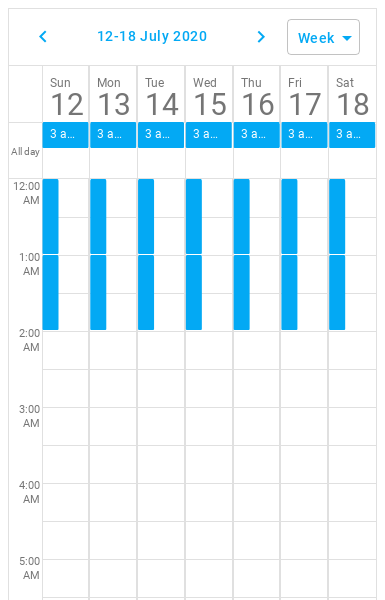 12-18 July 2020
Week
Sun Mon Tue Wed Thu Fri Sat
12 13 14 15 16 17 18
All day 3 a... 3 a... 3 a... 3 a... 3 a... 3 a... 3 a...
12:00
AM
1:00
AM
2:00
AM
3:00
AM
4:00
AM
5:00
AM